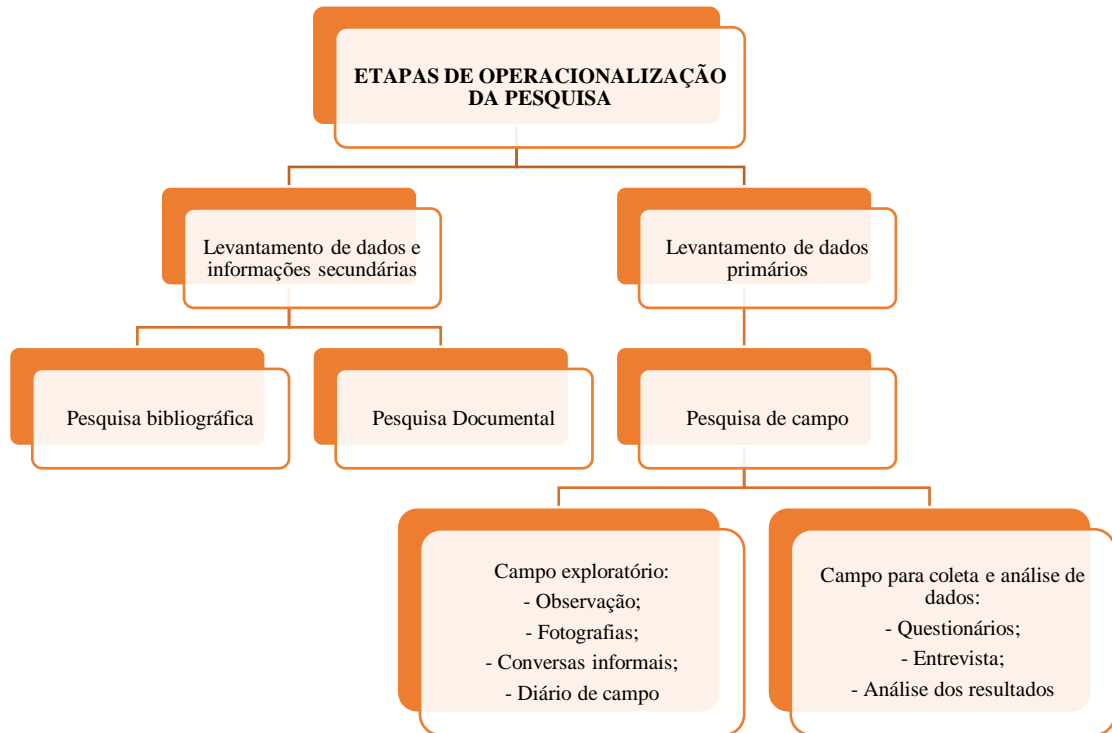 ETAPAS DE OPERACIONALIZAÇÃO
DA PESQUISA
Levantamento de dados e
informações secundárias
Levantamento de dados
primários
Pesquisa bibliográfica
Pesquisa Documental
Pesquisa de campo
Campo exploratório:
- Observação;
- Fotografias;
- Conversas informais;
- Diário de campo
Campo para coleta e análise de
dados:
- Questionários;
- Entrevista;
- Análise dos resultados